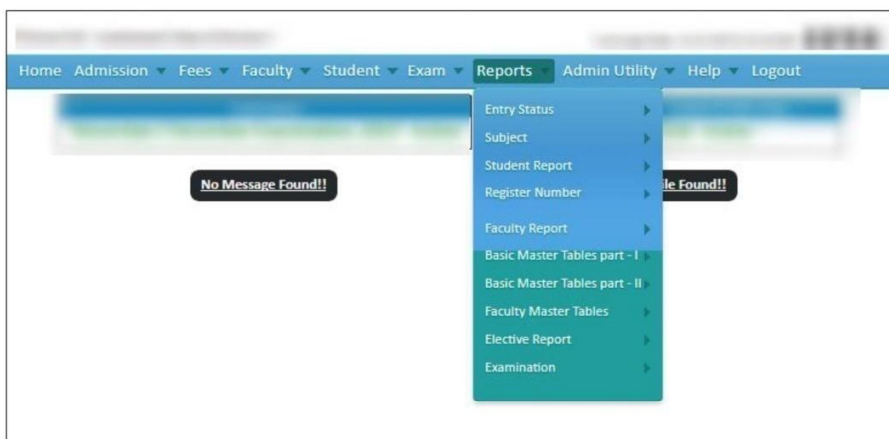 Home Admission Fees Faculty Student Exam Reports Admin Utility Help Logout
Entry Status
Subject
Student Report
Register Number
Faculty Report
Basic Master Tables part - I
Basic Master Tables part - II
Faculty Master Tables
Elective Report
Examination
No Message Found!!
le Found!!